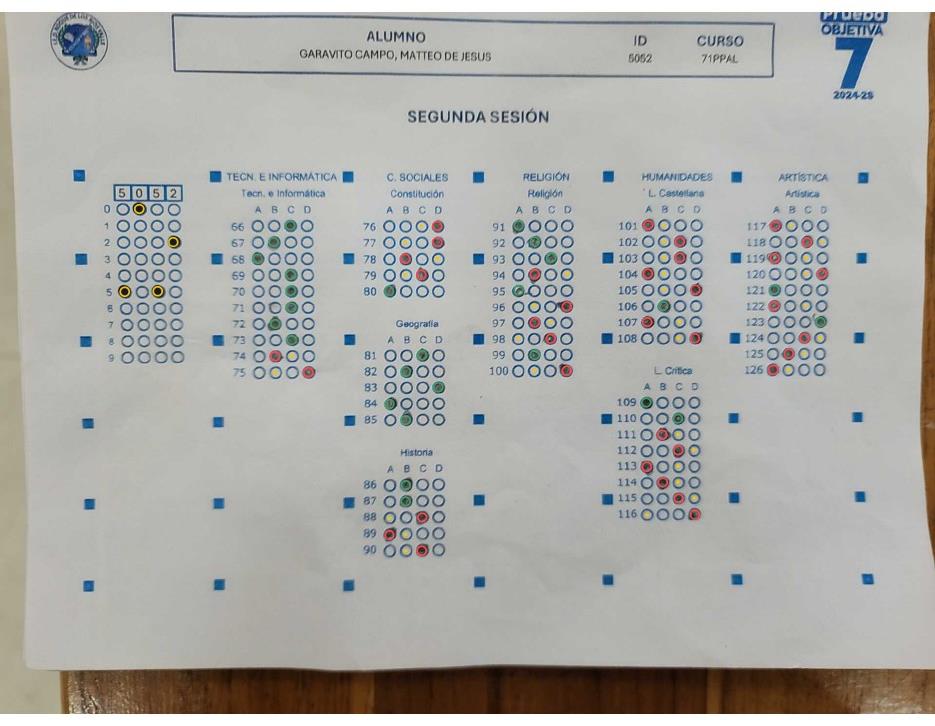 ALUMNO
GARAVITO CAMPO, MATTEO DE JESUS
ID
5052
CURSO
71PPAL
Prueba
OBJETIVA
7
2024-25
SEGUNDA SESIÓN
5 0 5 2
0
1
2
3
4
5
6
7
8
9
TECN. E INFORMÁTICA
Tecn. e Informática
A B C D
66
67
68
69
70
71
72
73
74
75
C. SOCIALES
Constitución
A B C D
76
77
78
79
80
Geografía
A B C D
81
82
83
84
85
Historia
A B C D
86
87
88
89
90
RELIGIÓN
Religión
A B C D
91
92
93
94
95
96
97
98
99
100
HUMANIDADES
L. Castellana
A B C D
101
102
103
104
105
106
107
108
L. Crítica
A B C D
109
110
111
112
113
114
115
116
ARTÍSTICA
Artística
A B C D
117
118
119
120
121
122
123
124
125
126